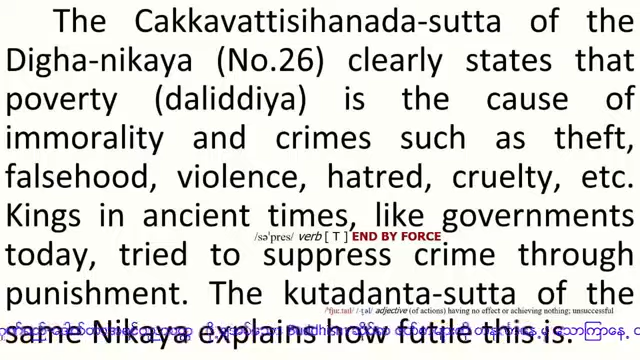 The Cakkavattisihanada-sutta of the
Digha-nikaya (No.26) clearly states that
poverty (daliddiya) is the cause of
immorality and crimes such as theft,
falsehood, violence, hatred, cruelty, etc.
Kings in ancient times, like governments
/səˈpres/ verb [ T ] END BY FORCE
today, tried to suppress crime through
punishment. The kutadanta-sutta of the
/ˈfjuː.taɪl/ /-t̬əl/ adjective (of actions) having no effect or achieving nothing; unsuccessful
same Nikaya explains how futile this is.
Buddhism